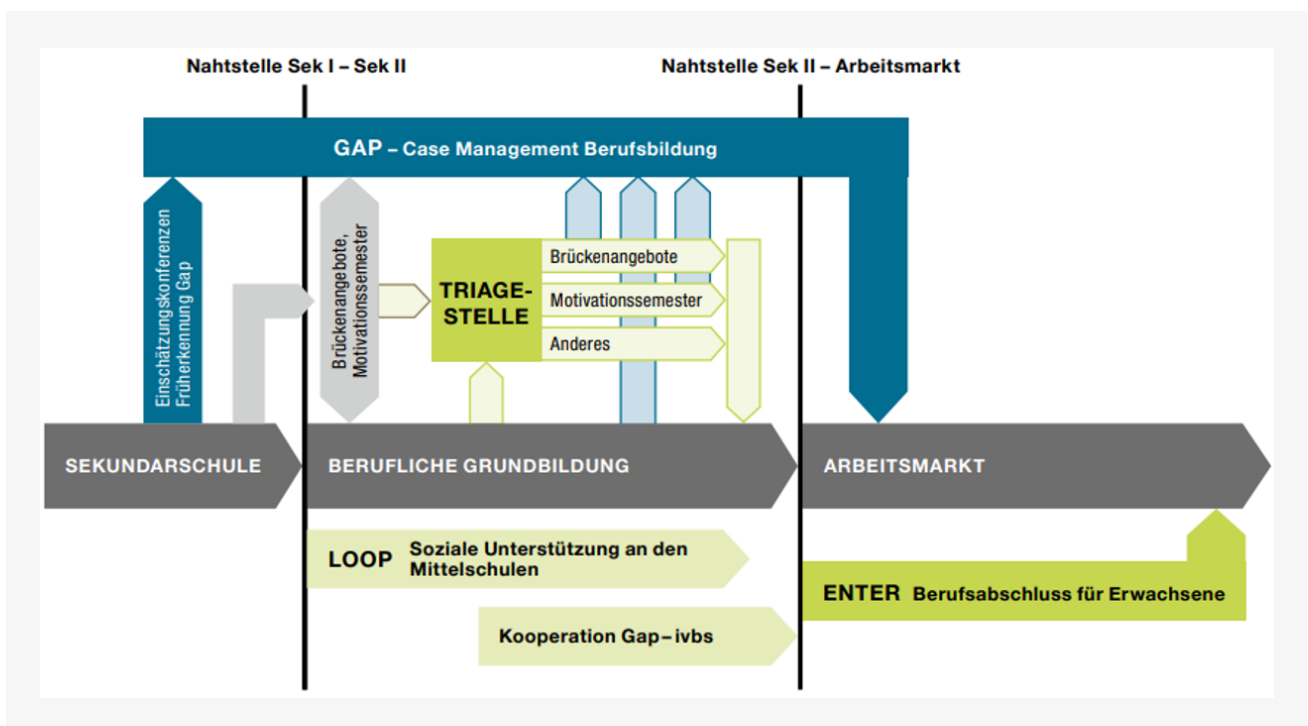 Nahtstelle Sek I – Sek II
Nahtstelle Sek II – Arbeitsmarkt
GAP – Case Management Berufsbildung
Einschätzungskonferenzen
Früherkennung Gap
Brückenangebote,
Motivationssemester
TRIAGE-
STELLE
Brückenangebote
Motivationssemester
Anderes
SEKUNDARSCHULE
BERUFLICHE GRUNDBILDUNG
ARBEITSMARKT
LOOP Soziale Unterstützung an den
Mittelschulen
ENTER Berufsabschluss für Erwachsene
Kooperation Gap – ivbs